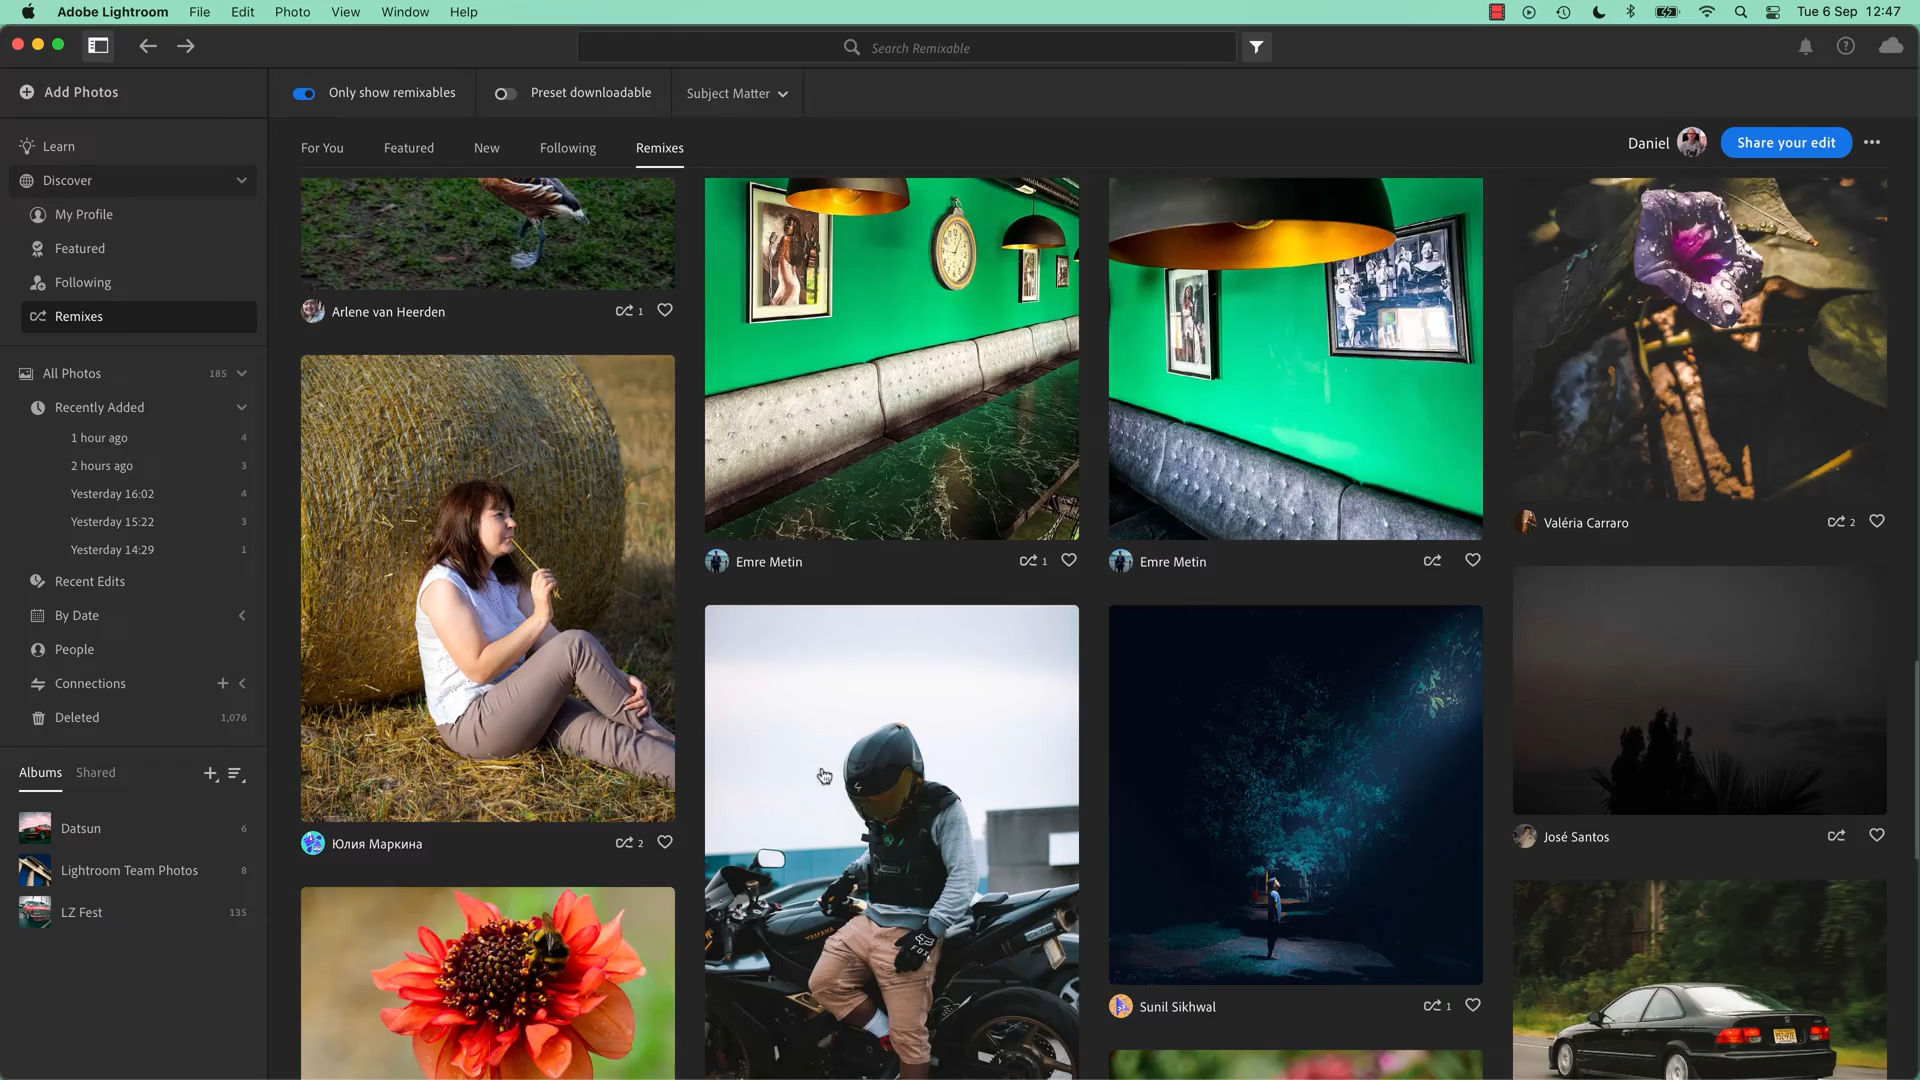 Adobe Lightroom File Edit Photo View Window Help Tue 6 Sep 12:47
Search Remixable
Add Photos
Only show remixables Preset downloadable Subject Matter
For You Featured New Following Remixes
Daniel Share your edit
Learn
Discover
My Profile
Featured
Following
Remixes
All Photos 185
Recently Added
1 hour ago 4
2 hours ago 3
Yesterday 16:02 4
Yesterday 15:22 3
Yesterday 14:29 1
Recent Edits
By Date
People
Connections
Deleted 1,076
Albums Shared
Datsun 6
Lightroom Team Photos 8
LZ Fest 135
Arlene van Heerden 1
Юлия Маркина 2
Emre Metin 1
YAMAHA
FOX
Emre Metin
Sunil Sikhwal 1
Valéria Carraro 2
José Santos